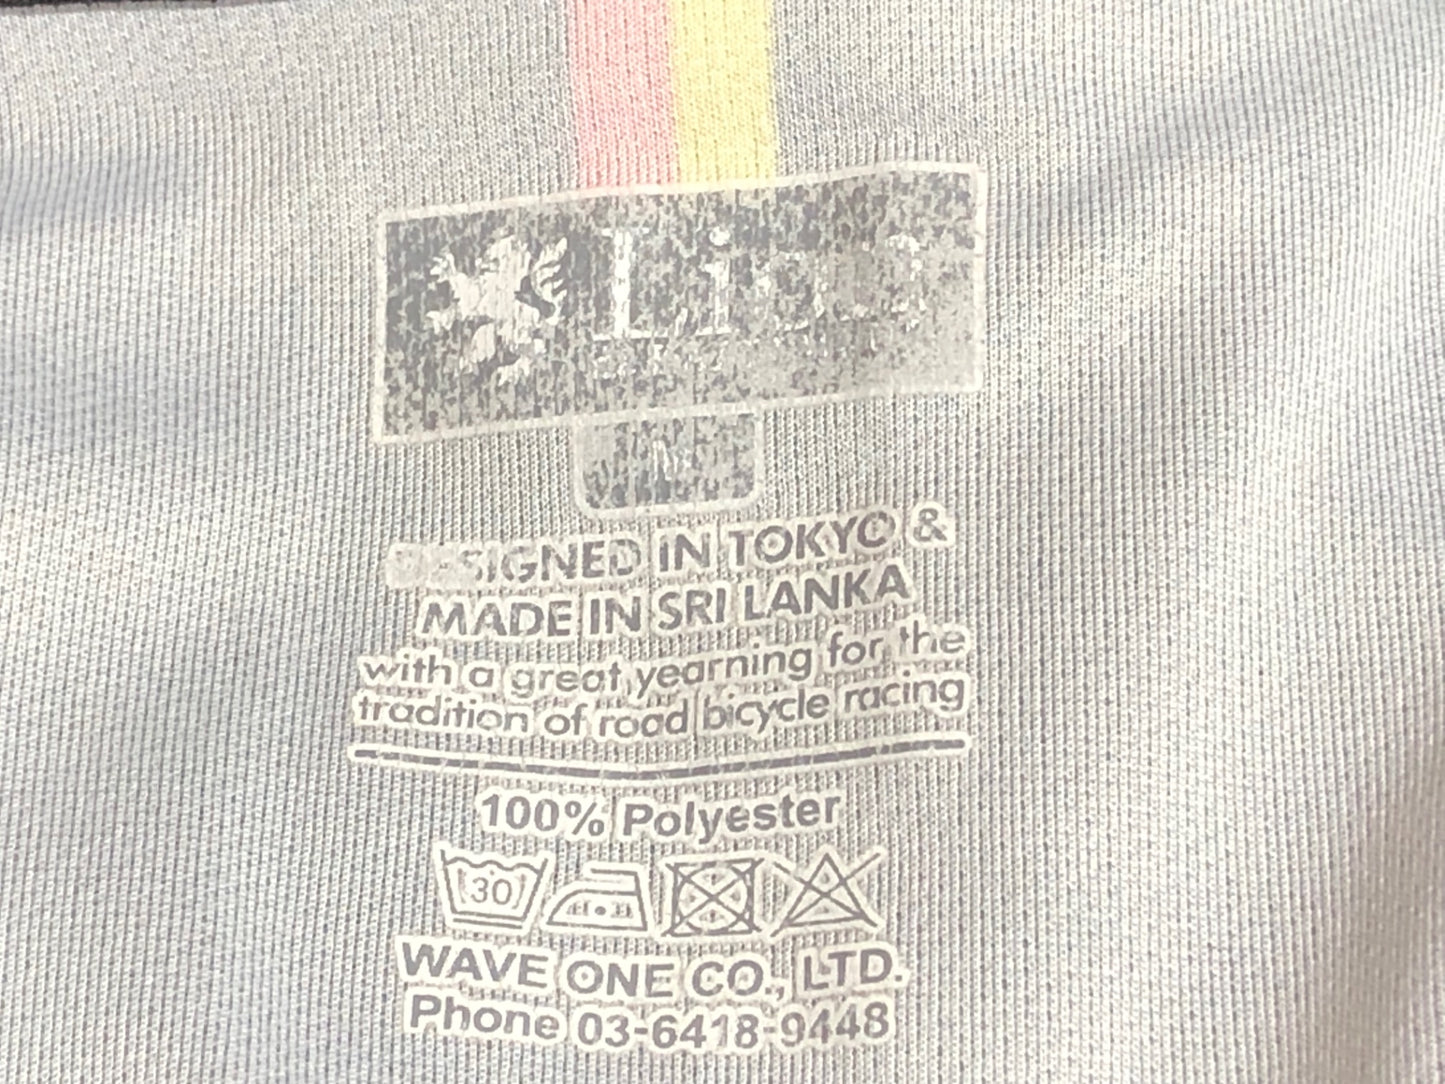 M
DESIGNED IN TOKYO &
MADE IN SRI LANKA
with a great yearning for the
tradition of road bicycle racing
100% Polyester
30
WAVE ONE CO., LTD.
Phone 03-6418-9448